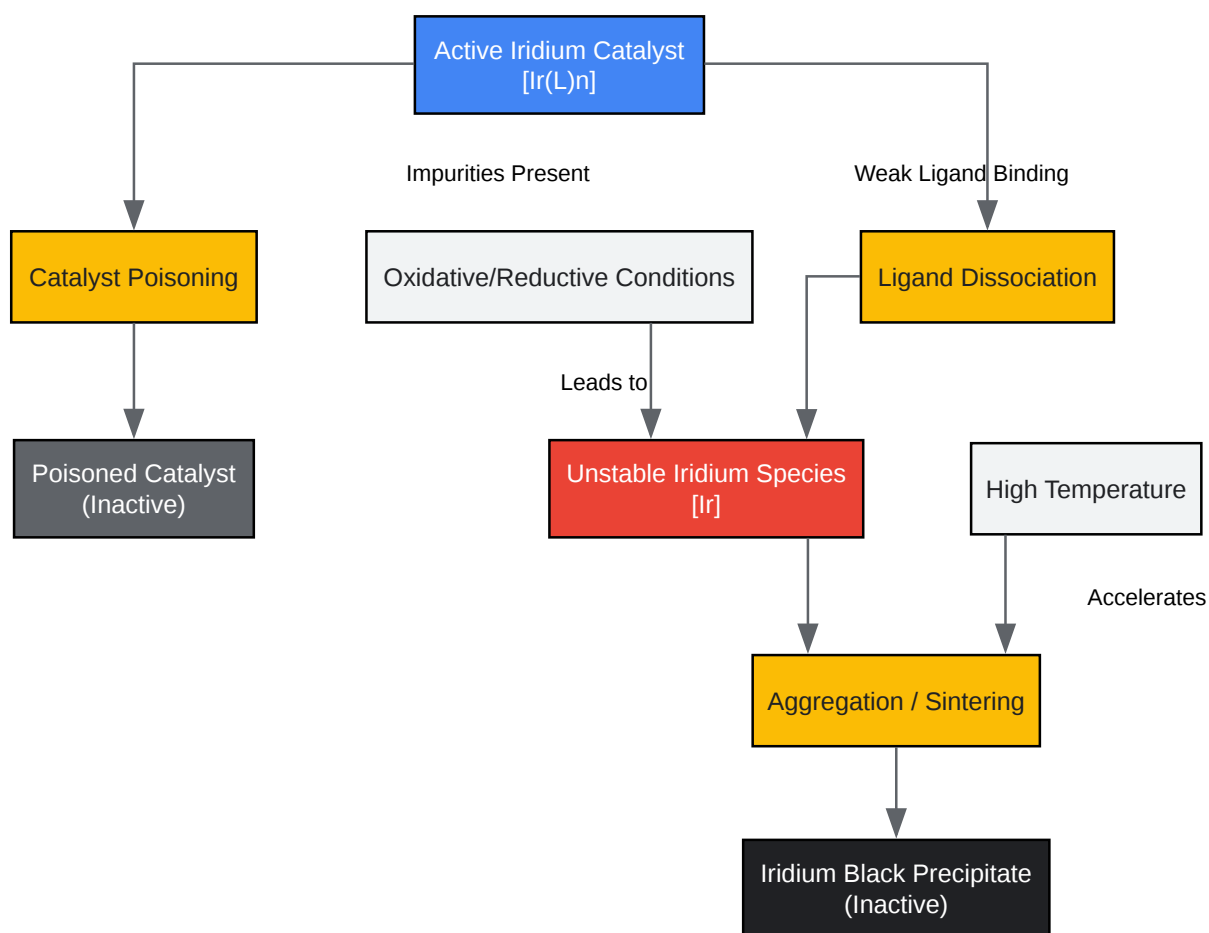 Active Iridium Catalyst
[Ir(L)n]
Impurities Present
Weak Ligand Binding
Catalyst Poisoning
Oxidative/Reductive Conditions
Ligand Dissociation
Leads to
Poisoned Catalyst
(Inactive)
Unstable Iridium Species
[Ir]
High Temperature
Accelerates
Aggregation / Sintering
Iridium Black Precipitate
(Inactive)